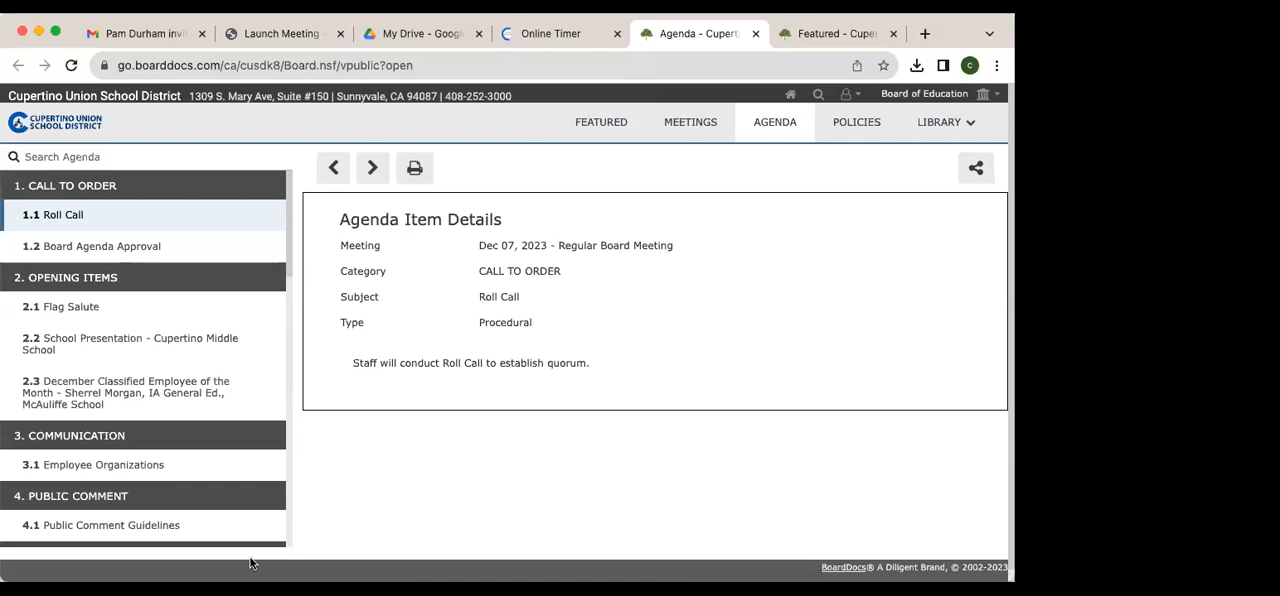 Pam Durham invi
Launch Meeting -
My Drive - Googl
Online Timer
Agenda - Cuperti
Featured - Cuper
go.boarddocs.com/ca/cusdk8/Board.nsf/vpublic?open
C
Cupertino Union School District 1309 S. Mary Ave, Suite #150 | Sunnyvale, CA 94087 | 408-252-3000
Board of Education
CUPERTINO UNION
SCHOOL DISTRICT
FEATURED
MEETINGS
AGENDA
POLICIES
LIBRARY
Search Agenda
1. CALL TO ORDER
1.1 Roll Call
1.2 Board Agenda Approval
2. OPENING ITEMS
2.1 Flag Salute
2.2 School Presentation - Cupertino Middle
School
2.3 December Classified Employee of the
Month - Sherrel Morgan, IA General Ed.,
McAuliffe School
3. COMMUNICATION
3.1 Employee Organizations
4. PUBLIC COMMENT
4.1 Public Comment Guidelines
Agenda Item Details
Meeting Dec 07, 2023 - Regular Board Meeting
Category CALL TO ORDER
Subject Roll Call
Type Procedural
Staff will conduct Roll Call to establish quorum.
BoardDocs® A Diligent Brand, © 2002-2023